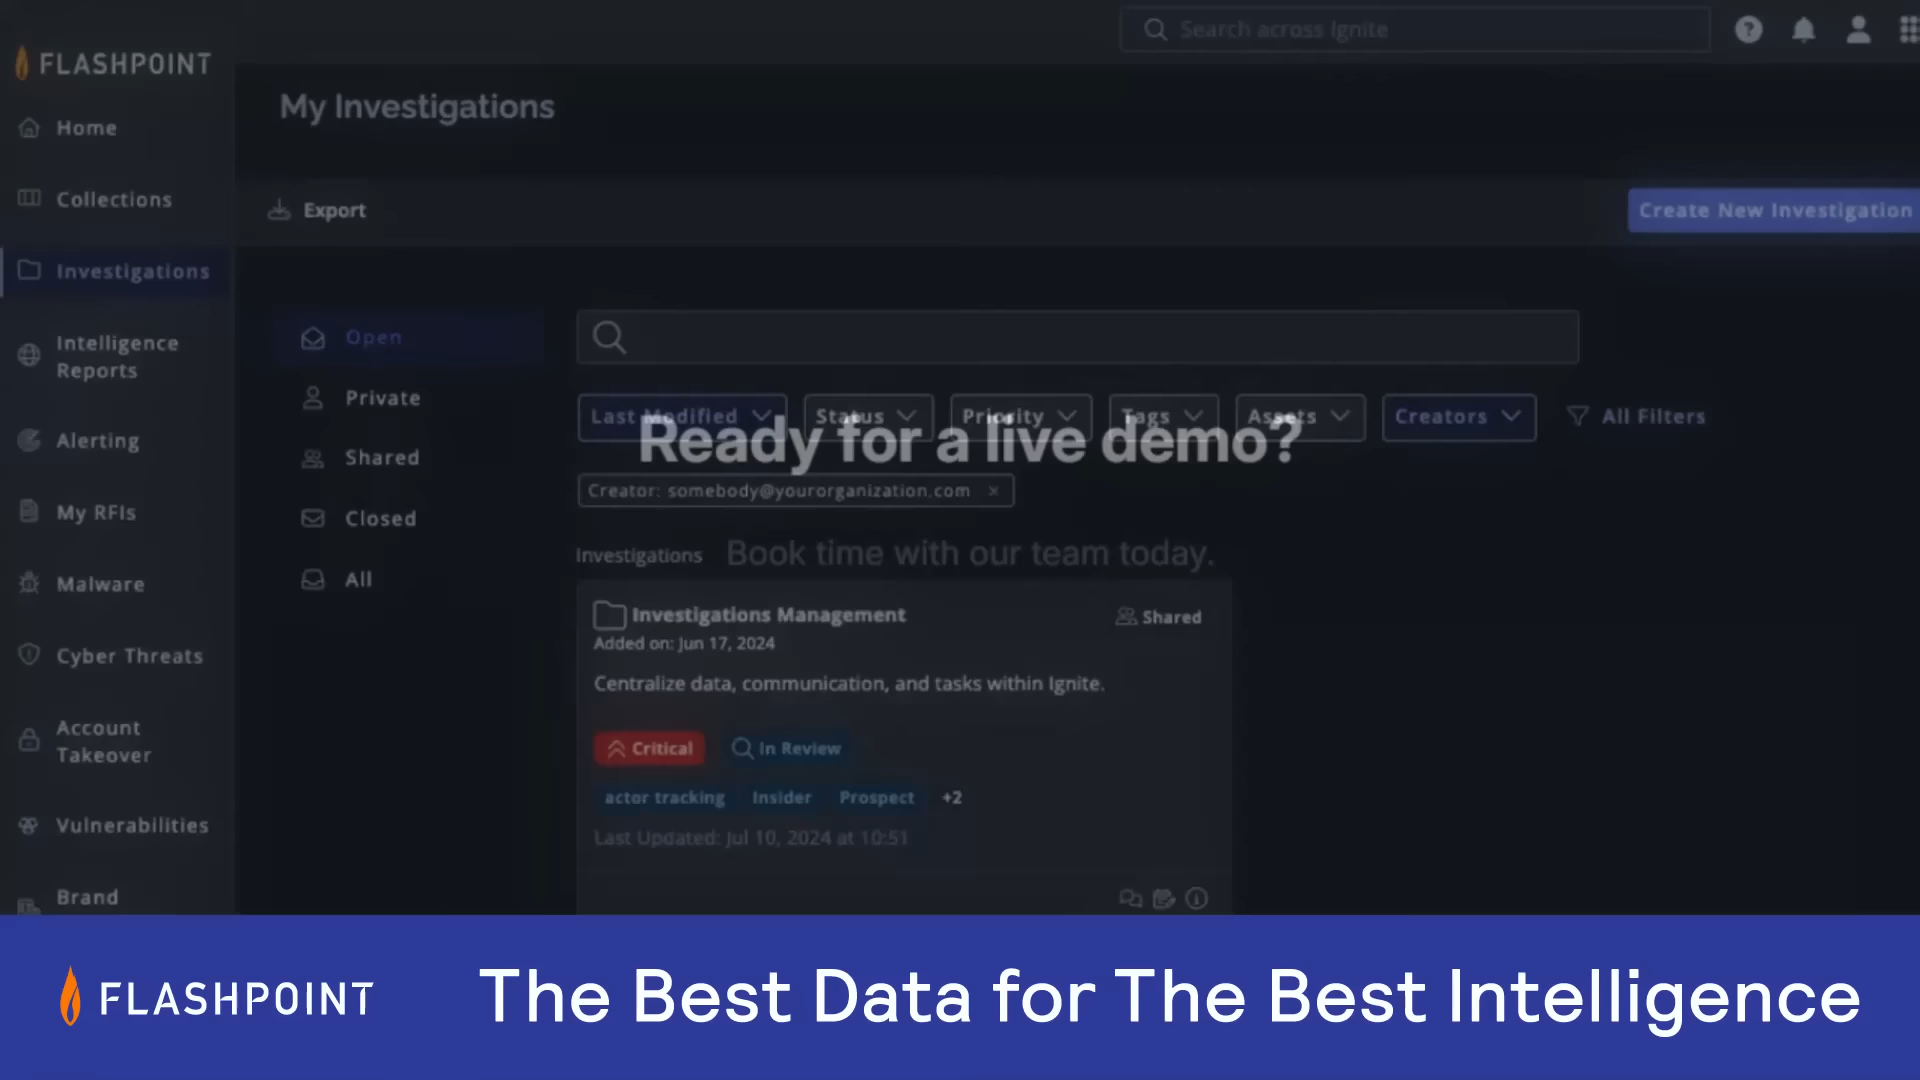 Search across Ignite
FLASHPOINT
My Investigations
Home
Collections
Export
Create New Investigation
Investigations
Intelligence
Reports
Open
Private
Last Modified
Status
Priority
Tags
Assets
Creators
All Filters
Ready for a live demo?
Alerting
Shared
Creator: somebody@yourorganization.com ×
My RFIs
Closed
Investigations
Book time with our team today.
Malware
All
Investigations Management
Shared
Added on: Jun 17, 2024
Cyber Threats
Centralize data, communication, and tasks within Ignite.
Account
Takeover
Critical
In Review
actor tracking
Insider
Prospect
+2
Vulnerabilities
Last Updated: Jul 10, 2024 at 10:51
Brand
FLASHPOINT
The Best Data for The Best Intelligence